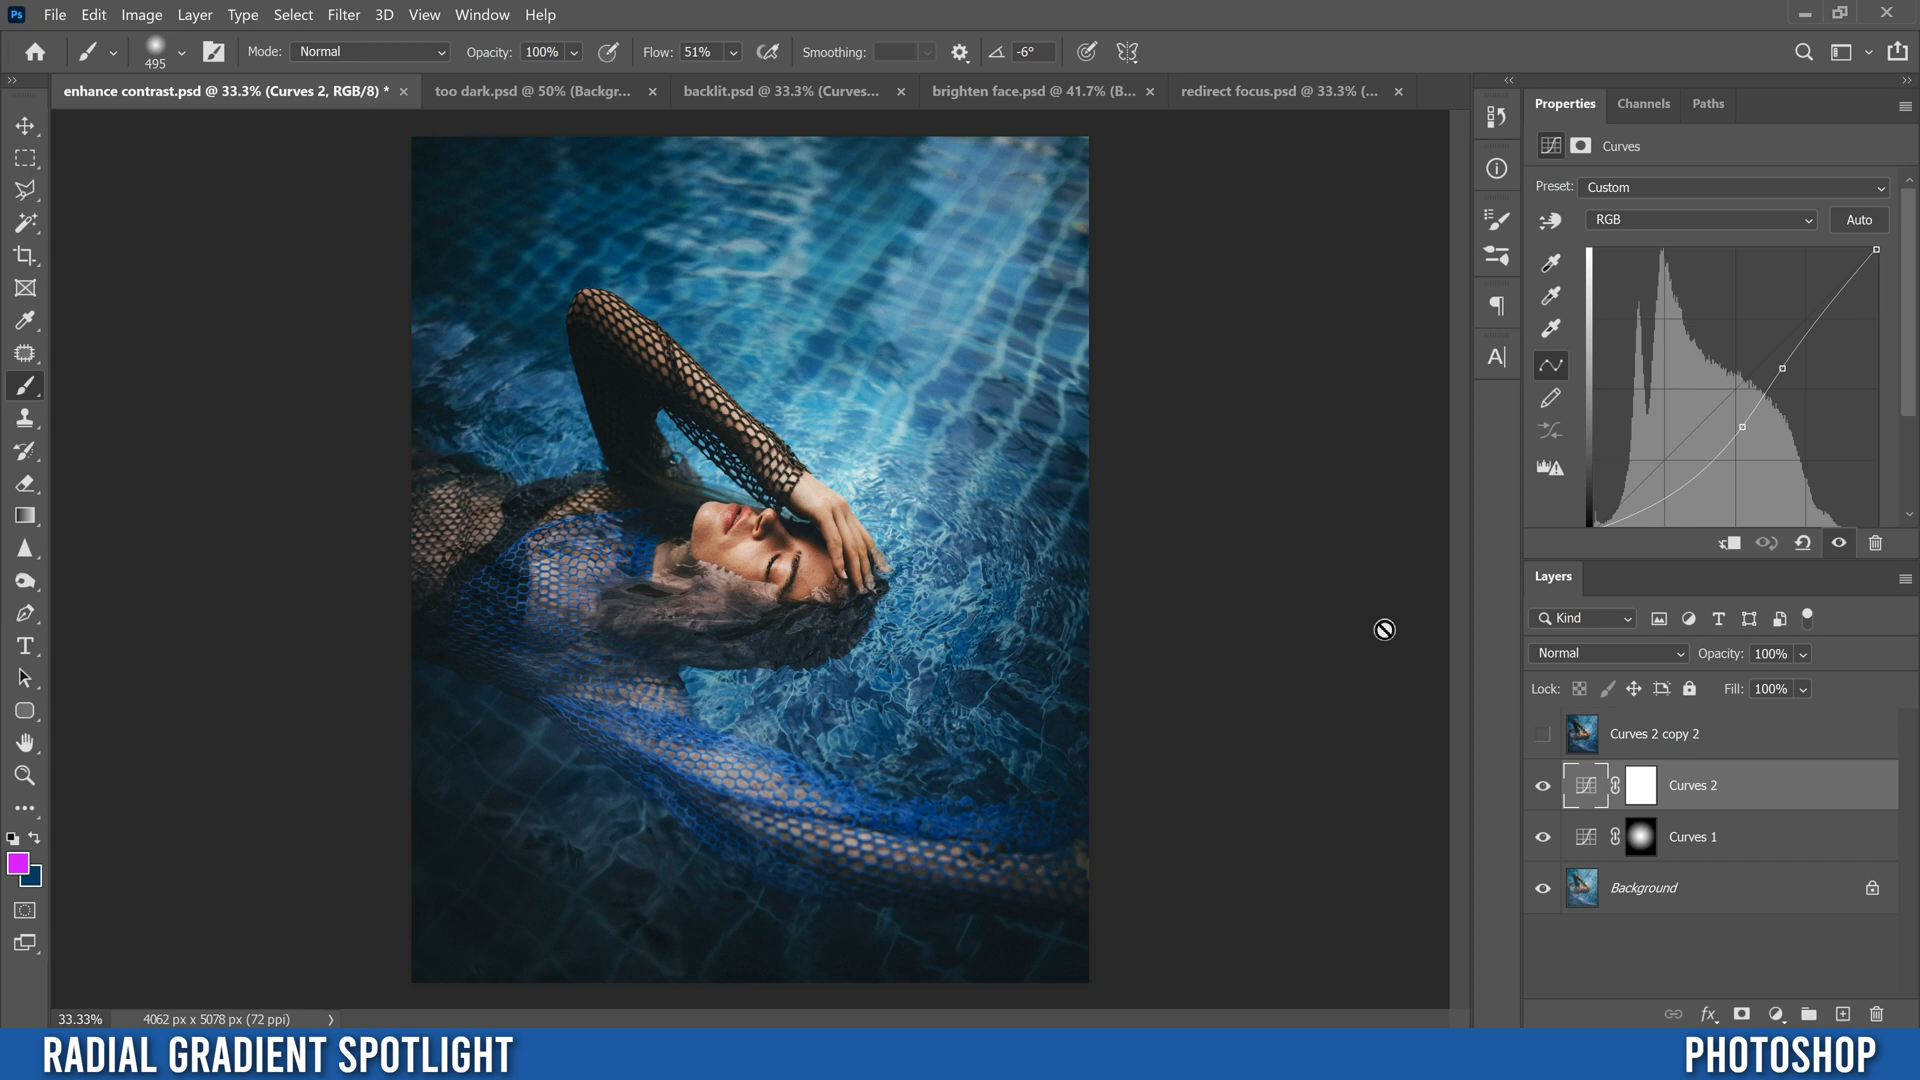 Ps File Edit Image Layer Type Select Filter 3D View Window Help
495 Mode: Normal Opacity: 100% Flow: 51% Smoothing: -6°
enhance contrast.psd @ 33.3% (Curves 2, RGB/8) * too dark.psd @ 50% (Backgr... backlit.psd @ 33.3% (Curves... brighten face.psd @ 41.7% (B... redirect focus.psd @ 33.3% (...
Properties Channels Paths
Curves
Preset: Custom
RGB Auto
Layers
Kind
Normal Opacity: 100%
Lock: Fill: 100%
Curves 2 copy 2
Curves 2
Curves 1
Background
fx
33.33% 4062 px x 5078 px (72 ppi)
RADIAL GRADIENT SPOTLIGHT PHOTOSHOP